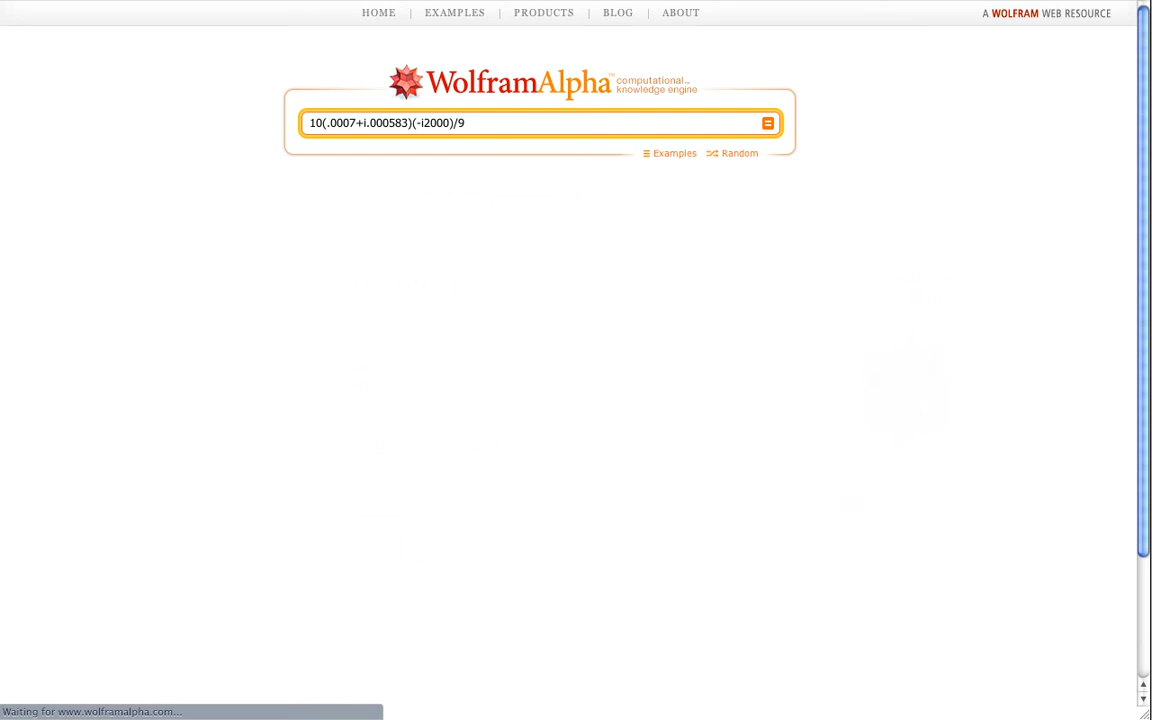 HOME | EXAMPLES | PRODUCTS | BLOG | ABOUT
A WOLFRAM WEB RESOURCE
WolframAlpha™ computational...
knowledge engine
10(.0007+i.000583)(-i2000)/9
Examples Random
Waiting for www.wolframalpha.com...